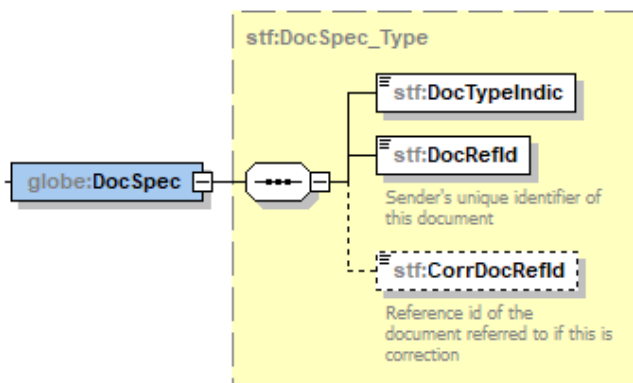 stf:DocSpec_Type
stf:DocTypeIndic
globe:DocSpec
stf:DocRefId
Sender's unique identifier of
this document
stf:CorrDocRefId
Reference id of the
document referred to if this is
correction